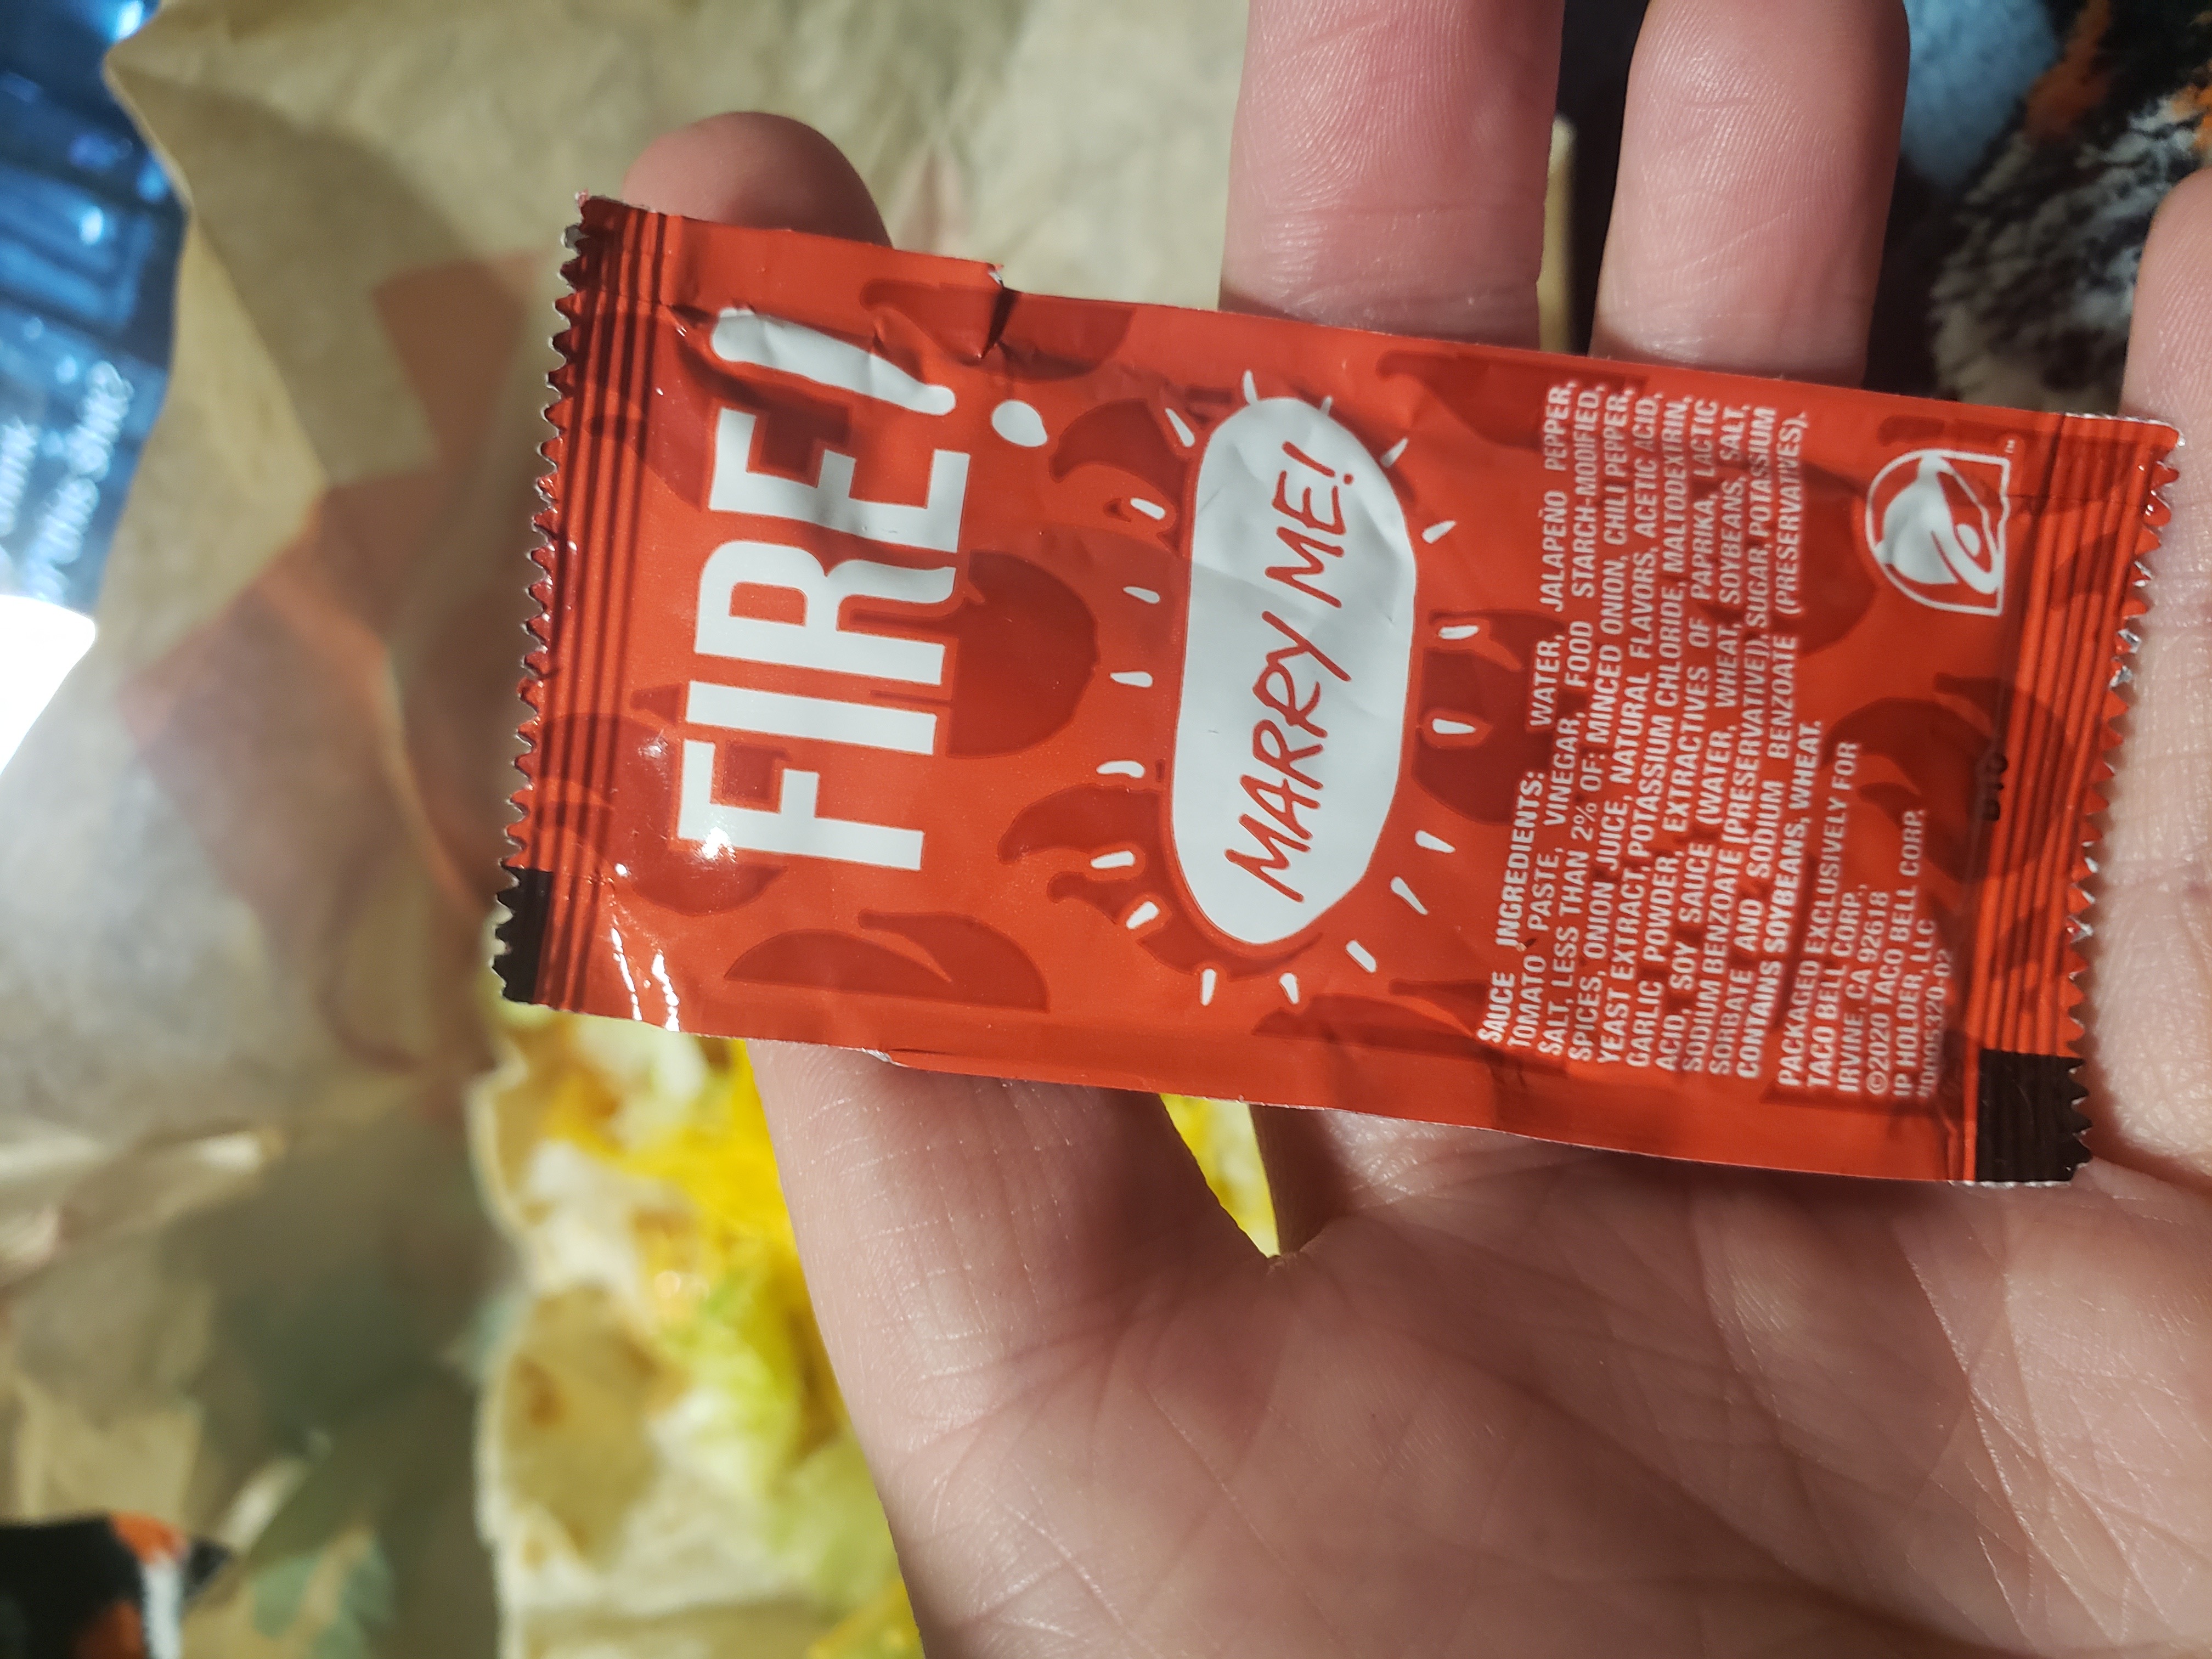 FIRE!
MARRY ME!
SAUCE INGREDIENTS: WATER, JALAPEÑO PEPPER,
TOMATO PASTE, VINEGAR, FOOD STARCH-MODIFIED,
SALT, LESS THAN 2% OF: MINCED ONION, CHILI PEPPER,
SPICES, ONION JUICE, NATURAL FLAVORS, ACETIC ACID,
YEAST EXTRACT, POTASSIUM CHLORIDE, MALTODEXTRIN,
GARLIC POWDER, EXTRACTIVES OF PAPRIKA, LACTIC
ACID, SOY SAUCE (WATER, WHEAT, SOYBEANS, SALT,
SODIUM BENZOATE [PRESERVATIVE]), SUGAR, POTASSIUM
SORBATE AND SODIUM BENZOATE (PRESERVATIVES).
CONTAINS SOYBEANS, WHEAT.
PACKAGED EXCLUSIVELY FOR
TACO BELL CORP.,
IRVINE, CA 92618
©2020 TACO BELL CORP.
IP HOLDER, LLC
TM